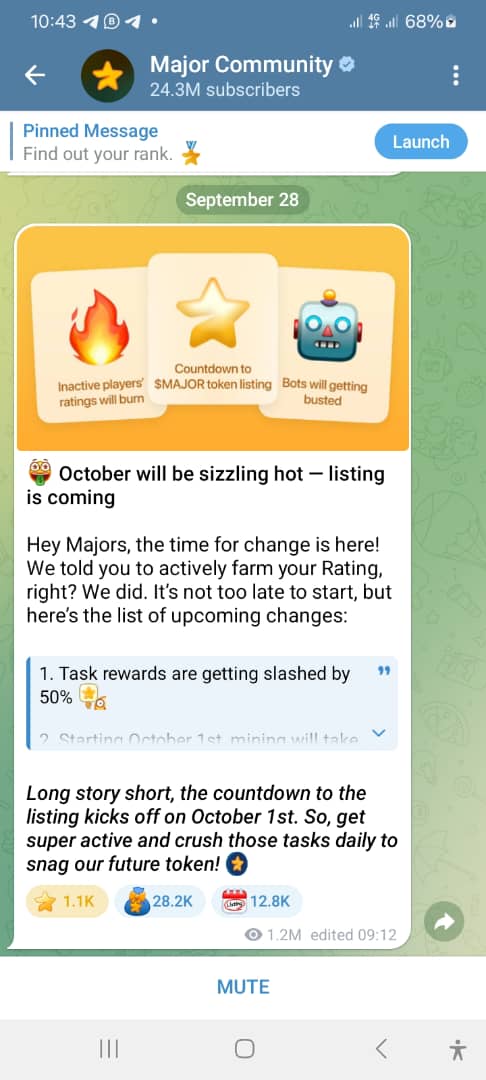 10:43
4G
68%
Major Community
24.3M subscribers
Pinned Message
Find out your rank.
Launch
September 28
Inactive players'
ratings will burn
Countdown to
$MAJOR token listing
Bots will getting
busted
October will be sizzling hot — listing
is coming
Hey Majors, the time for change is here!
We told you to actively farm your Rating,
right? We did. It's not too late to start, but
here's the list of upcoming changes:
1. Task rewards are getting slashed by
50%
2. Starting October 1st, mining will take
Long story short, the countdown to the
listing kicks off on October 1st. So, get
super active and crush those tasks daily to
snag our future token!
1.1K
28.2K
12.8K
1.2M edited 09:12
MUTE